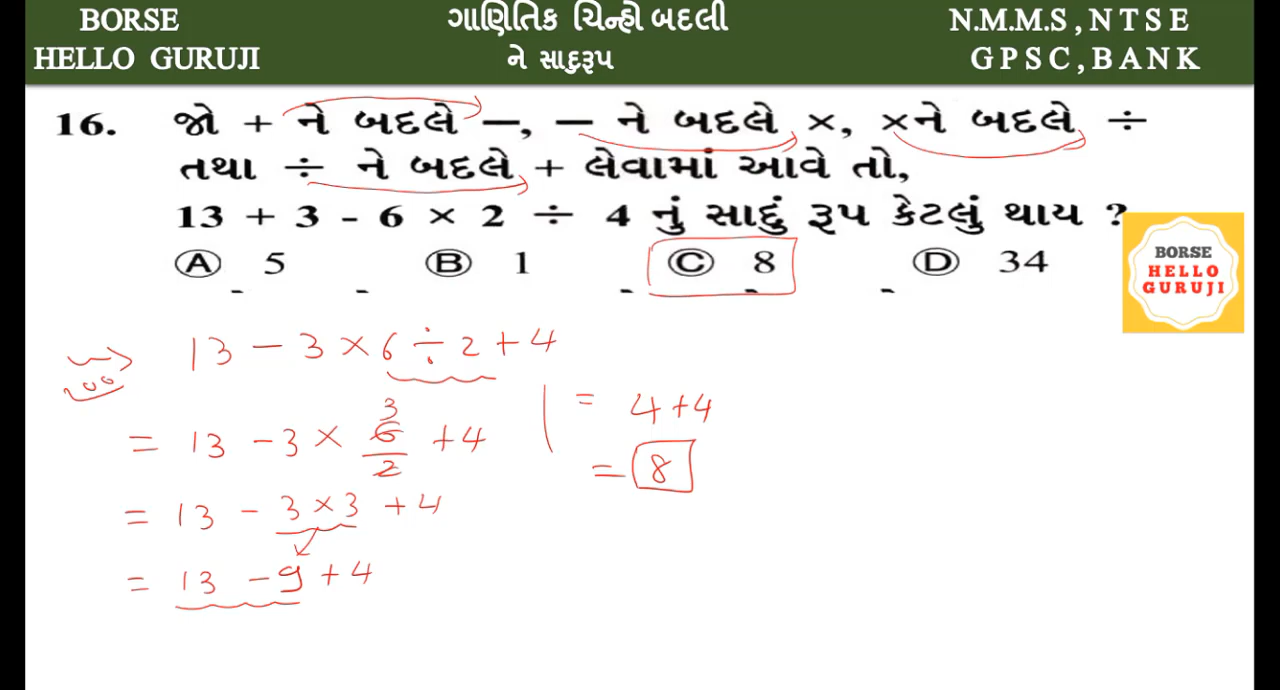 BORSE
HELLO GURUJI
ગાણિતિક ચિન્હો બદલી
ને સાદુરૂપ
N.M.M.S , N T S E
G P S C , B A N K
16. જો + ને બદલે −, − ને બદલે ×, ×ને બદલે ÷
તથા ÷ ને બદલે + લેવામાં આવે તો,
13 + 3 - 6 × 2 ÷ 4 નું સાદું રૂપ કેટલું થાય ?
Ⓐ 5 Ⓑ 1 Ⓒ 8 Ⓓ 34
BORSE
HELLO
GURUJI
13 − 3 × 6 ÷ 2 + 4
= 13 − 3 × 6/2 + 4
3
= 13 − 3 × 3 + 4
= 13 − 9 + 4
= 4 + 4
= 8